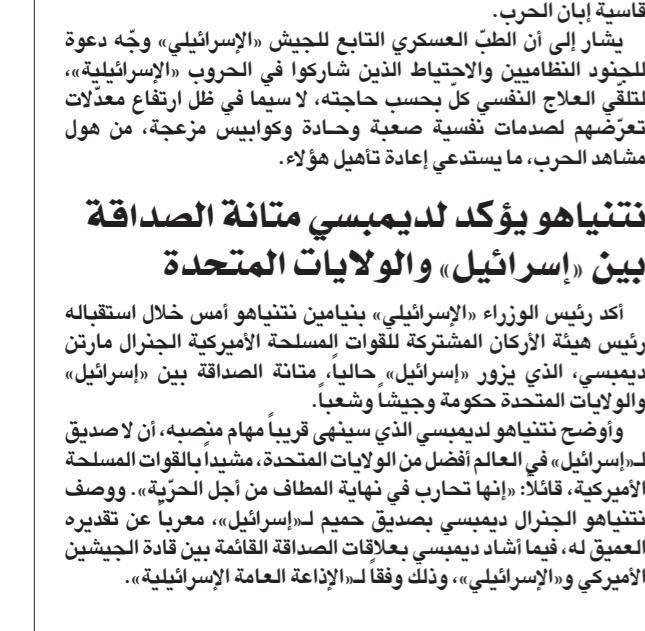 قاسية إبان الحرب.
يشار إلى أن الطبّ العسكري التابع للجيش «الإسرائيلي» وجّه دعوة
للجنود النظاميين والاحتياط الذين شاركوا في الحروب «الإسرائيلية»،
لتلقّي العلاج النفسي كلّ بحسب حاجته، لا سيما في ظل ارتفاع معدّلات
تعرّضهم لصدمات نفسية صعبة وحادة وكوابيس مزعجة، من هول
مشاهد الحرب، ما يستدعي إعادة تأهيل هؤلاء.
نتنياهو يؤكد لديمبسي متانة الصداقة
بين «إسرائيل» والولايات المتحدة
أكد رئيس الوزراء «الإسرائيلي» بنيامين نتنياهو أمس خلال استقباله
رئيس هيئة الأركان المشتركة للقوات المسلحة الأميركية الجنرال مارتن
ديمبسي، الذي يزور «إسرائيل» حالياً، متانة الصداقة بين «إسرائيل»
والولايات المتحدة حكومة وجيشاً وشعباً.
وأوضح نتنياهو لديمبسي الذي سينهى قريباً مهام منصبه، أن لا صديق
لـ«إسرائيل» في العالم أفضل من الولايات المتحدة، مشيداً بالقوات المسلحة
الأميركية، قائلاً: «إنها تحارب في نهاية المطاف من أجل الحرّية». ووصف
نتنياهو الجنرال ديمبسي بصديق حميم لـ«إسرائيل»، معرباً عن تقديره
العميق له، فيما أشاد ديمبسي بعلاقات الصداقة القائمة بين قادة الجيشين
الأميركي و«الإسرائيلي»، وذلك وفقاً لـ«الإذاعة العامة الإسرائيلية».